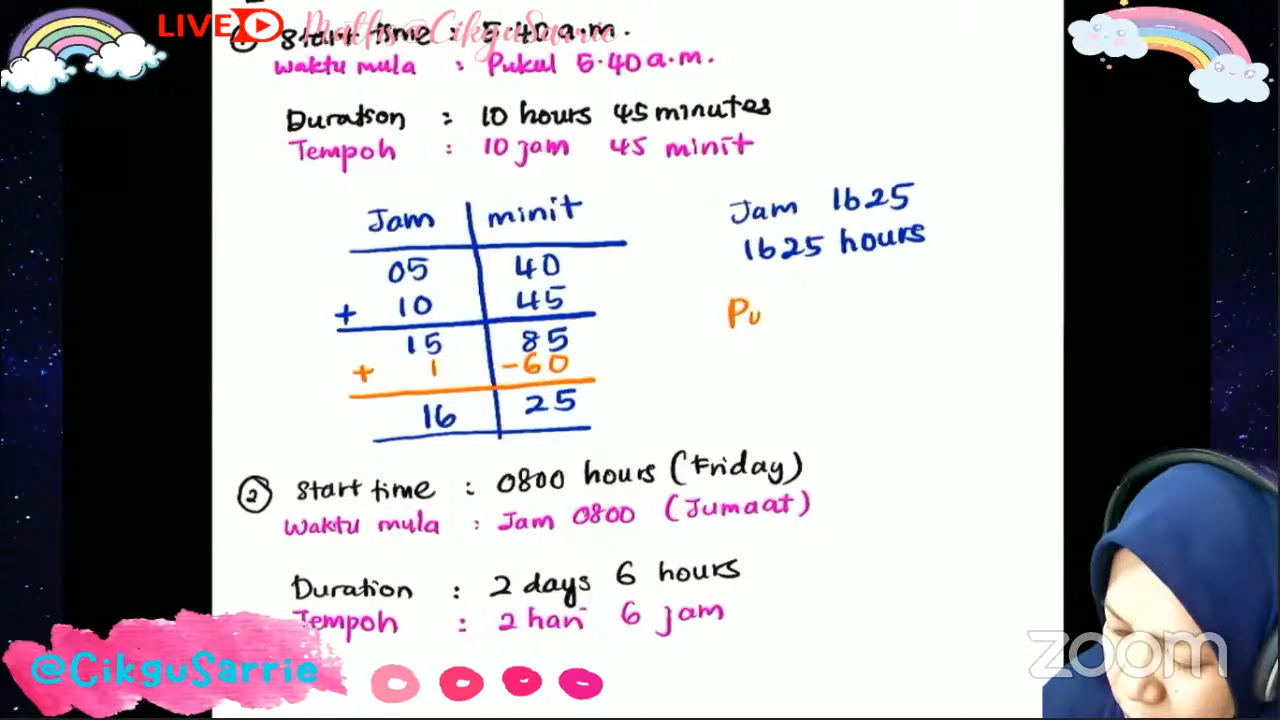 LIVE Maths@CikguSarrie
1 Start time : 5.40 a.m.
Waktu mula : Pukul 5.40 a.m.
Duration : 10 hours 45 minutes
Tempoh : 10 jam 45 minit
Jam minit
05 40
+ 10 45
15 85
+ 1 -60
16 25
Jam 1625
1625 hours
Pu
2 Start time : 0800 hours (Friday)
Waktu mula : Jam 0800 (Jumaat)
Duration : 2 days 6 hours
Tempoh : 2 hari 6 jam
@CikguSarrie
zoom